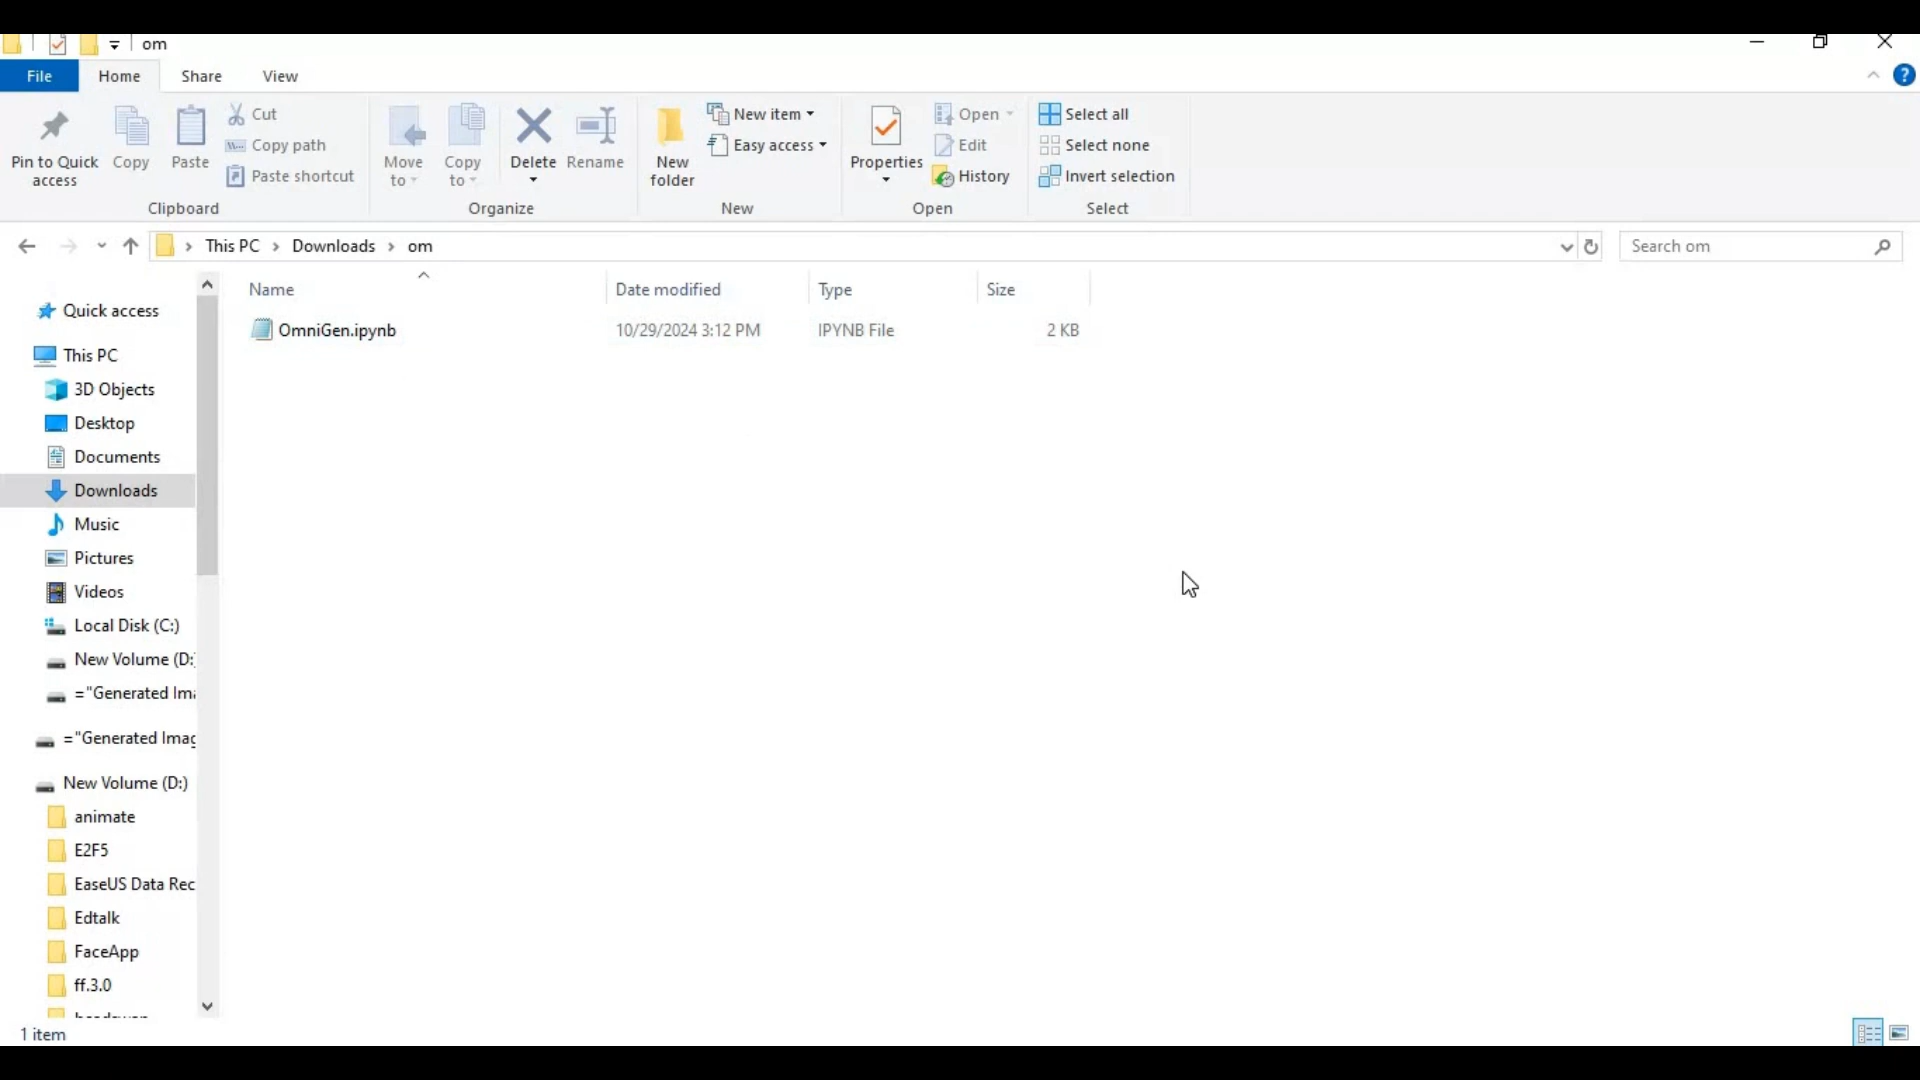 om
File Home Share View
Pin to Quick access
Copy
Paste
Cut
Copy path
Paste shortcut
Clipboard
Move to
Copy to
Delete
Rename
Organize
New folder
New item
Easy access
New
Properties
Open
Edit
History
Open
Select all
Select none
Invert selection
Select
This PC > Downloads > om
Search om
Name Date modified Type Size
OmniGen.ipynb 10/29/2024 3:12 PM IPYNB File 2 KB
Quick access
This PC
3D Objects
Desktop
Documents
Downloads
Music
Pictures
Videos
Local Disk (C:)
New Volume (D:
="Generated Ima
="Generated Imag
New Volume (D:)
animate
E2F5
EaseUS Data Rec
Edtalk
FaceApp
ff.3.0
1 item